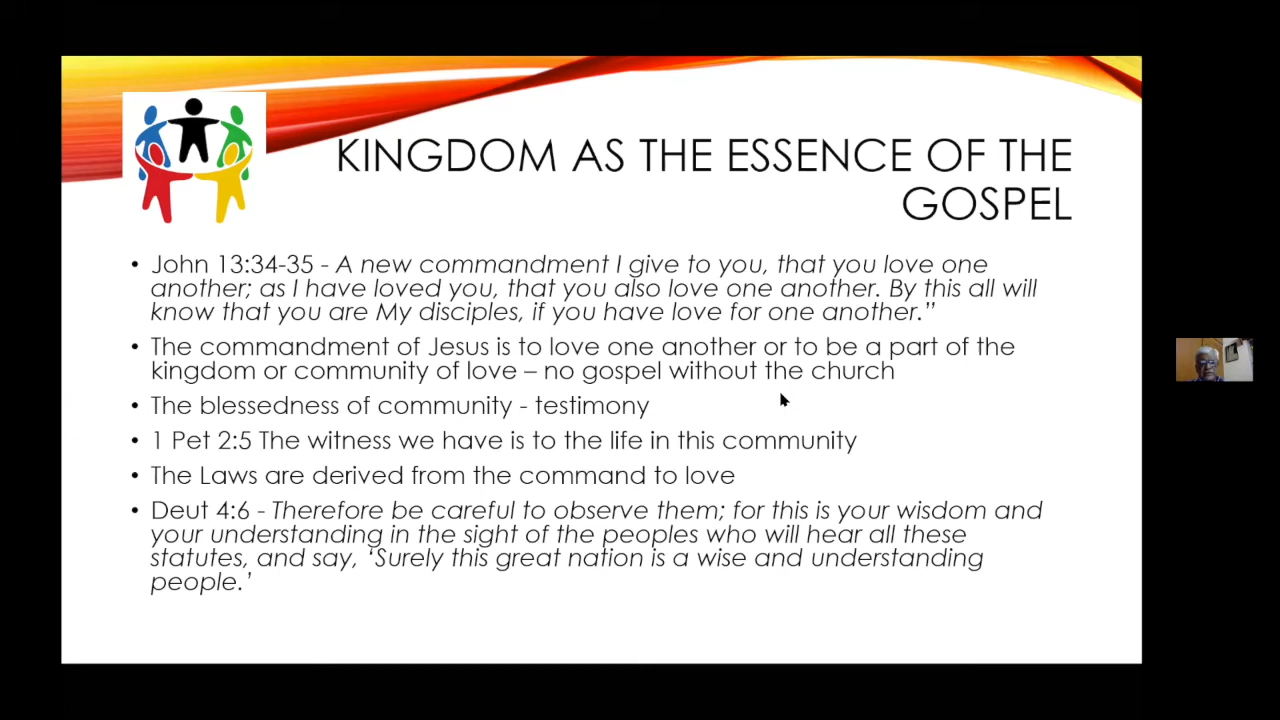 KINGDOM AS THE ESSENCE OF THE
GOSPEL
• John 13:34-35 - A new commandment I give to you, that you love one
another; as I have loved you, that you also love one another. By this all will
know that you are My disciples, if you have love for one another.”
• The commandment of Jesus is to love one another or to be a part of the
kingdom or community of love – no gospel without the church
• The blessedness of community - testimony
• 1 Pet 2:5 The witness we have is to the life in this community
• The Laws are derived from the command to love
• Deut 4:6 - Therefore be careful to observe them; for this is your wisdom and
your understanding in the sight of the peoples who will hear all these
statutes, and say, ‘Surely this great nation is a wise and understanding
people.’